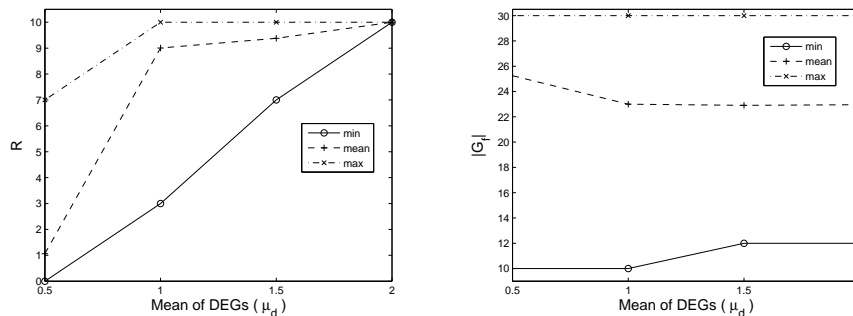 10
9
8
7
6
5
4
3
2
1
0
R
0.5
1
1.5
2
Mean of DEGs ( μd )
min
mean
max
30
28
26
24
22
20
18
16
14
12
10
|Gf|
0.5
1
1.5
Mean of DEGs ( μd )
min
mean
max